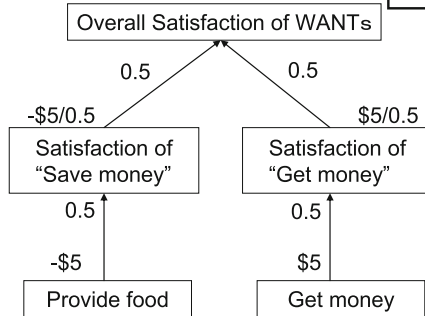 Overall Satisfaction of WANTs
0.5 0.5
-$5/0.5 $5/0.5
Satisfaction of
“Save money”
Satisfaction of
“Get money”
0.5 0.5
-$5 $5
Provide food
Get money